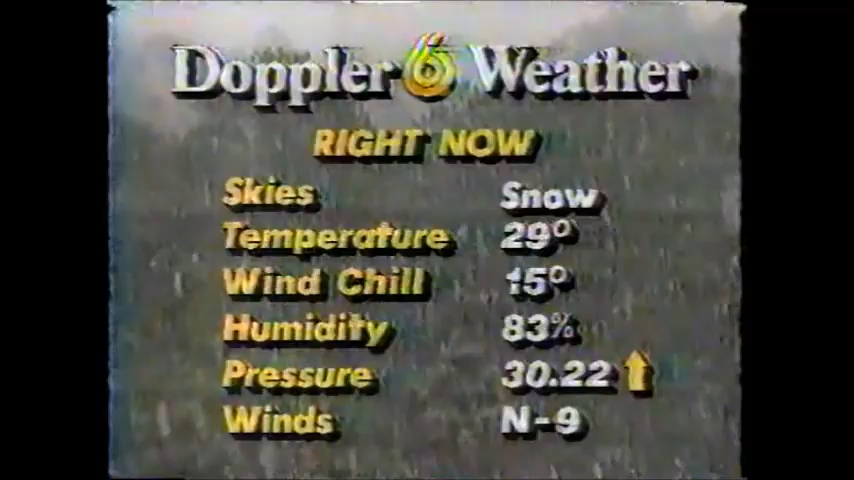 Doppler 6 Weather
RIGHT NOW
Skies Snow
Temperature 29°
Wind Chill 15°
Humidity 83%
Pressure 30.22 ↑
Winds N-9